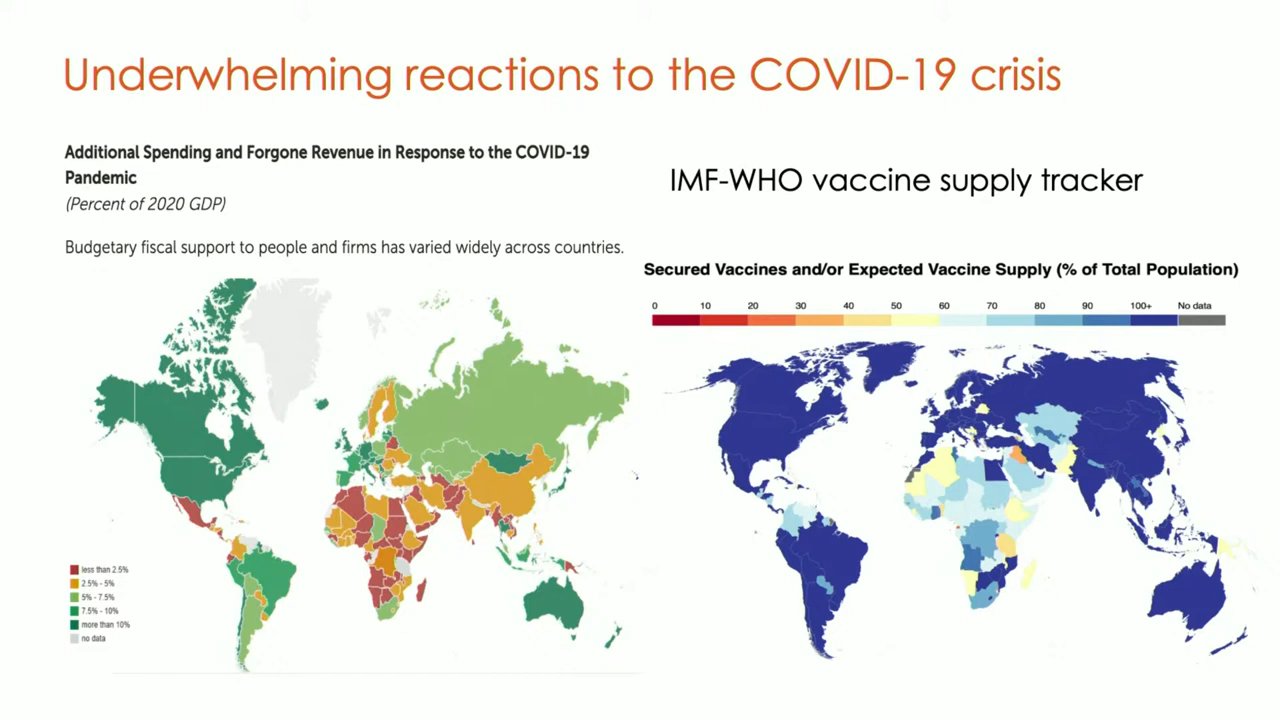 Underwhelming reactions to the COVID-19 crisis
Additional Spending and Forgone Revenue in Response to the COVID-19
Pandemic
(Percent of 2020 GDP)
Budgetary fiscal support to people and firms has varied widely across countries.
less than 2.5%
2.5% - 5%
5% - 7.5%
7.5% - 10%
more than 10%
no data
IMF-WHO vaccine supply tracker
Secured Vaccines and/or Expected Vaccine Supply (% of Total Population)
0 10 20 30 40 50 60 70 80 90 100+ No data